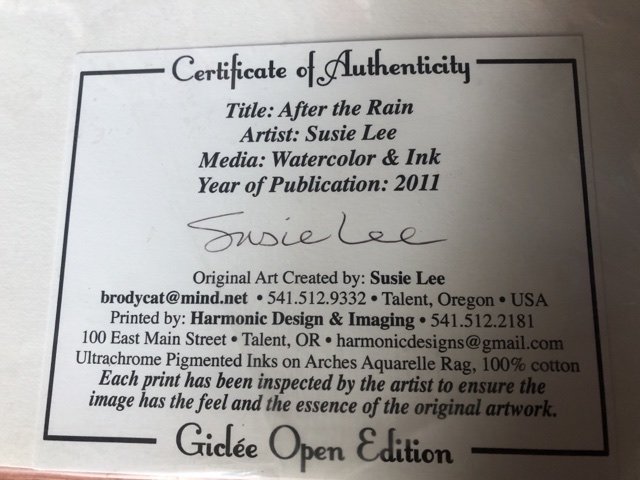 Certificate of Authenticity
Title: After the Rain
Artist: Susie Lee
Media: Watercolor & Ink
Year of Publication: 2011
Susie Lee
Original Art Created by: Susie Lee
brodycat@mind.net • 541.512.9332 • Talent, Oregon • USA
Printed by: Harmonic Design & Imaging • 541.512.2181
100 East Main Street • Talent, OR • harmonicdesigns@gmail.com
Ultrachrome Pigmented Inks on Arches Aquarelle Rag, 100% cotton
Each print has been inspected by the artist to ensure the
image has the feel and the essence of the original artwork.
Giclée Open Edition